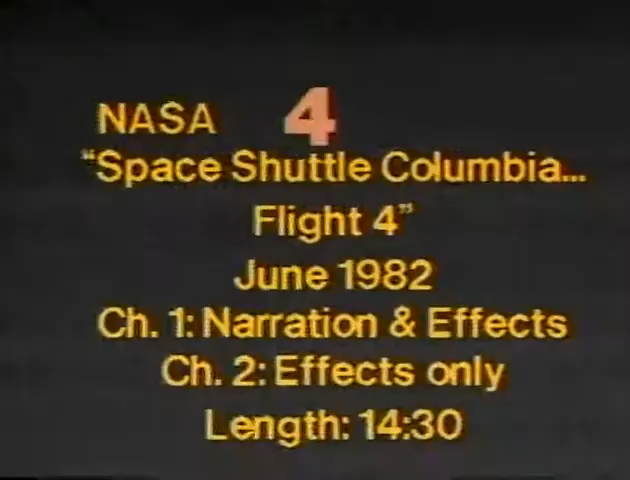 NASA 4
“Space Shuttle Columbia...
Flight 4”
June 1982
Ch. 1: Narration & Effects
Ch. 2: Effects only
Length: 14:30